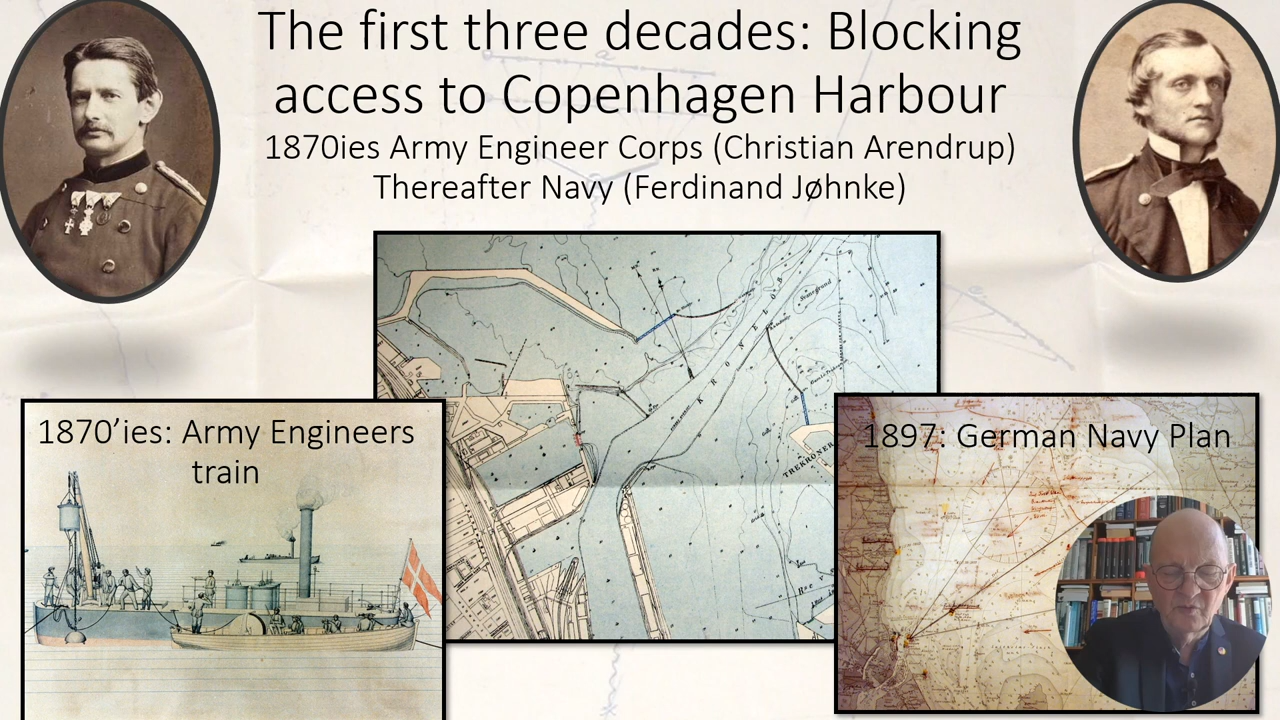 The first three decades: Blocking
access to Copenhagen Harbour
1870ies Army Engineer Corps (Christian Arendrup)
Thereafter Navy (Ferdinand Jøhnke)
1870’ies: Army Engineers
train
1897: German Navy Plan
TREKRONER